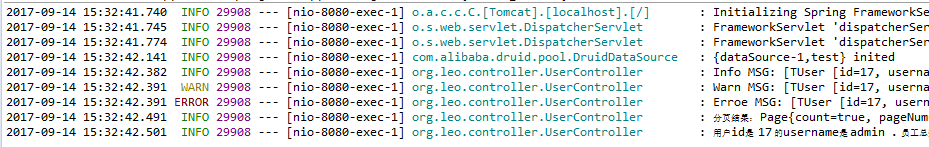 2017-09-14 15:32:41.740 INFO 29908 --- [nio-8080-exec-1] o.a.c.c.C.[Tomcat].[localhost].[/] : Initializing Spring FrameworkSe
2017-09-14 15:32:41.745 INFO 29908 --- [nio-8080-exec-1] o.s.web.servlet.DispatcherServlet : FrameworkServlet 'dispatcherSer
2017-09-14 15:32:41.774 INFO 29908 --- [nio-8080-exec-1] o.s.web.servlet.DispatcherServlet : FrameworkServlet 'dispatcherSer
2017-09-14 15:32:42.141 INFO 29908 --- [nio-8080-exec-1] com.alibaba.druid.pool.DruidDataSource : {dataSource-1,test} inited
2017-09-14 15:32:42.382 INFO 29908 --- [nio-8080-exec-1] org.leo.controller.UserController : Info MSG: [TUser [id=17, userna
2017-09-14 15:32:42.391 WARN 29908 --- [nio-8080-exec-1] org.leo.controller.UserController : Warn MSG: [TUser [id=17, userna
2017-09-14 15:32:42.391 ERROR 29908 --- [nio-8080-exec-1] org.leo.controller.UserController : Erroe MSG: [TUser [id=17, usern
2017-09-14 15:32:42.491 INFO 29908 --- [nio-8080-exec-1] org.leo.controller.UserController : 分页结果: Page{count=true, pageNum
2017-09-14 15:32:42.501 INFO 29908 --- [nio-8080-exec-1] org.leo.controller.UserController : 用户id是 17的username是admin .员工总